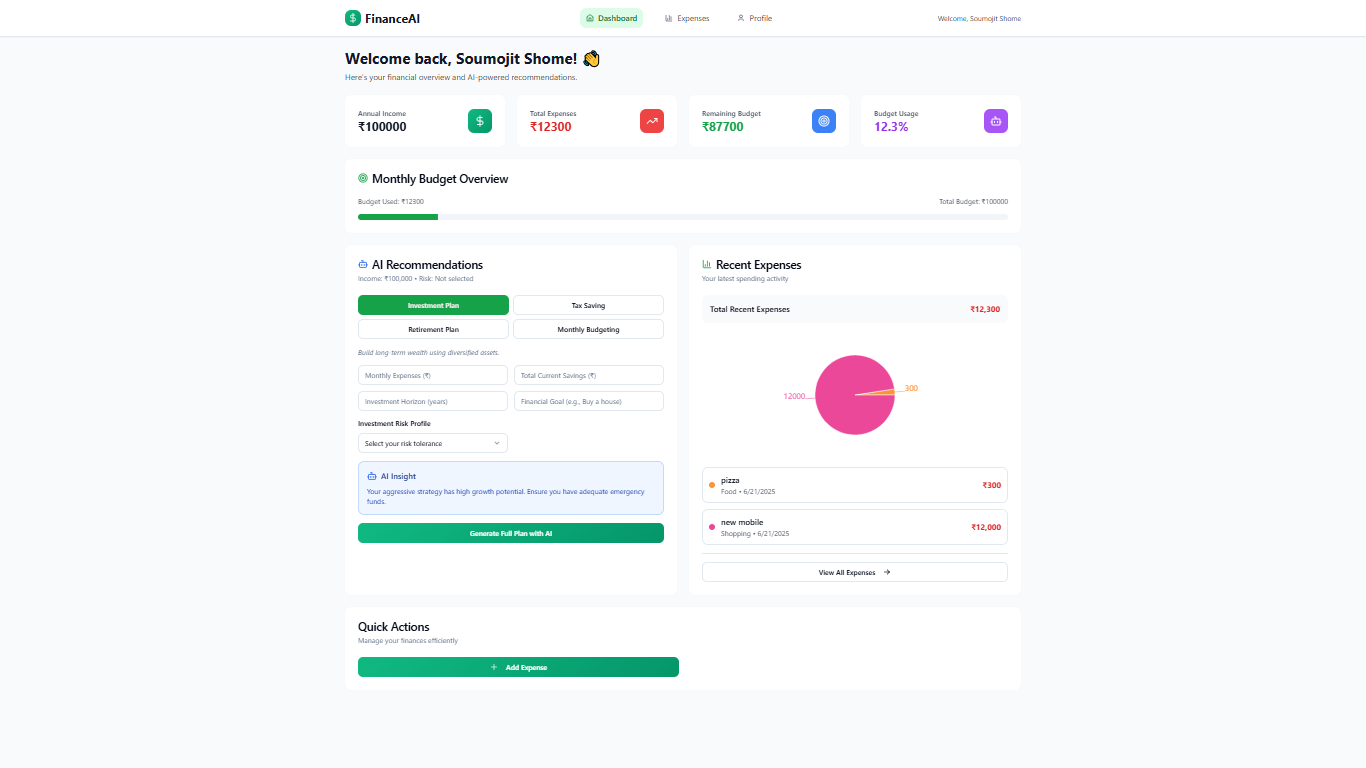 FinanceAI
Dashboard
Expenses
Profile
Welcome, Soumojit Shome
Welcome back, Soumojit Shome! 👋
Here's your financial overview and AI-powered recommendations.
Annual Income
₹100000
Total Expenses
₹12300
Remaining Budget
₹87700
Budget Usage
12.3%
Monthly Budget Overview
Budget Used: ₹12300
Total Budget: ₹100000
AI Recommendations
Income: ₹100,000 • Risk: Not selected
Investment Plan
Tax Saving
Retirement Plan
Monthly Budgeting
Build long-term wealth using diversified assets.
Monthly Expenses (₹)
Total Current Savings (₹)
Investment Horizon (years)
Financial Goal (e.g., Buy a house)
Investment Risk Profile
Select your risk tolerance
AI Insight
Your aggressive strategy has high growth potential. Ensure you have adequate emergency
funds.
Generate Full Plan with AI
Recent Expenses
Your latest spending activity
Total Recent Expenses
₹12,300
300
12000
pizza
Food • 6/21/2025
₹300
new mobile
Shopping • 6/21/2025
₹12,000
View All Expenses
Quick Actions
Manage your finances efficiently
Add Expense